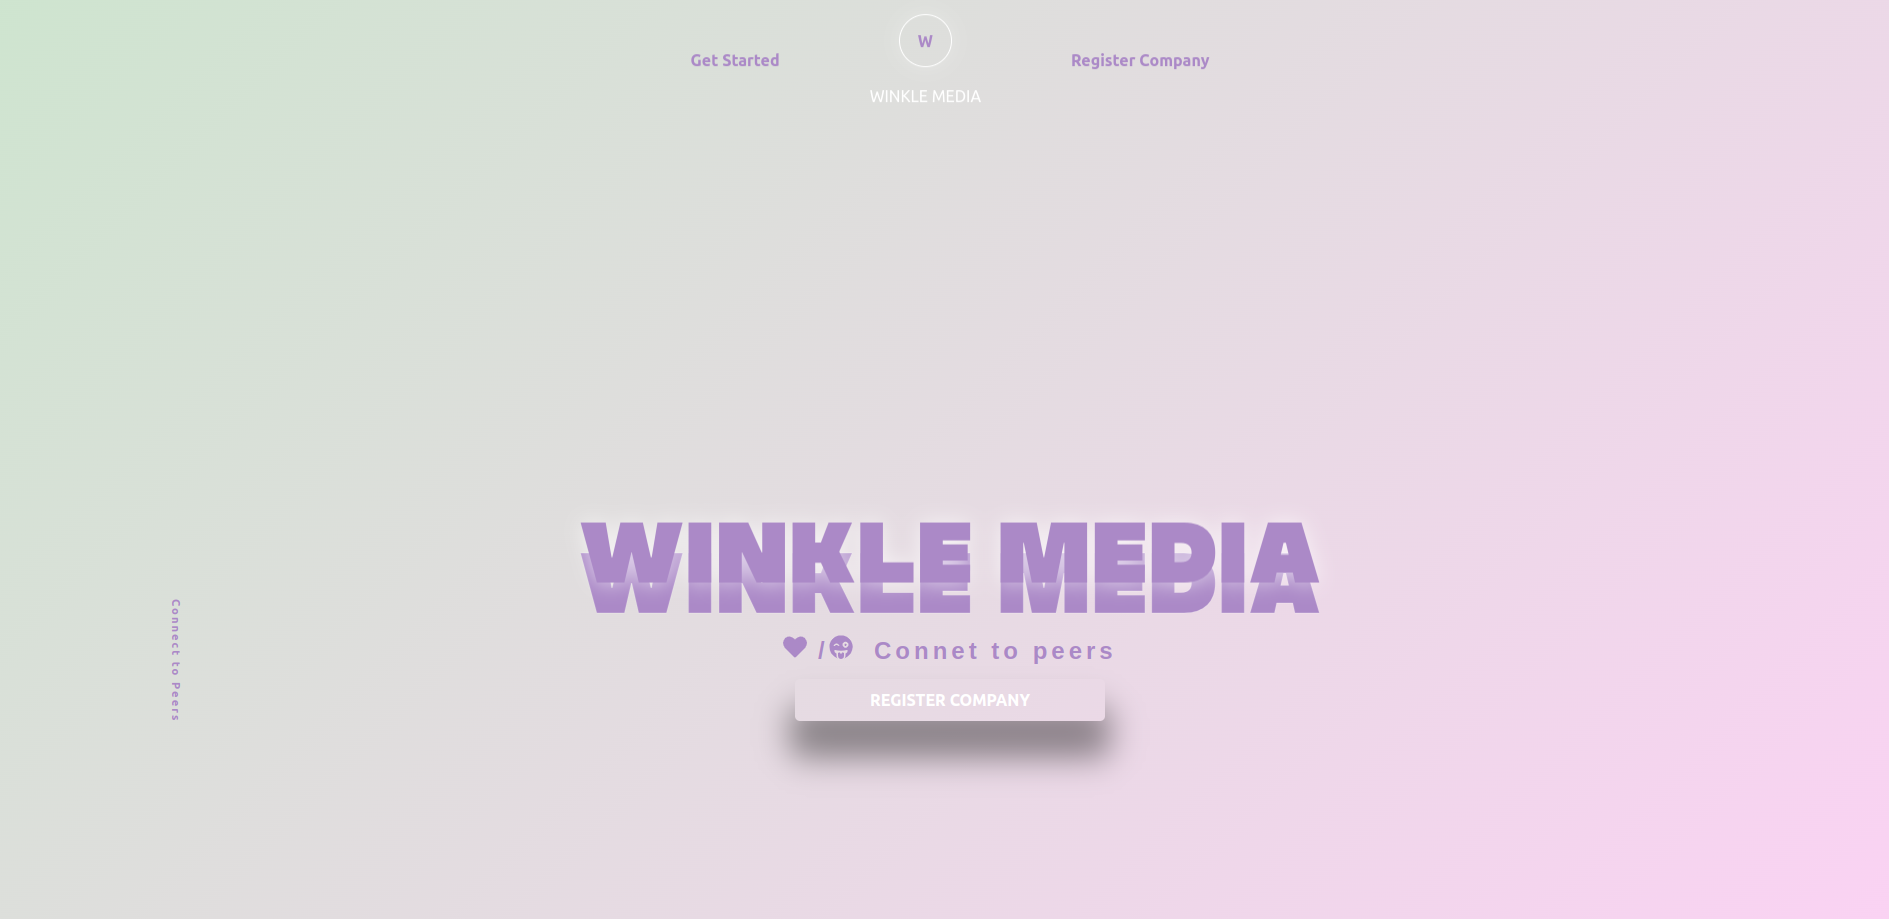 W
Get Started
Register Company
WINKLE MEDIA
WINKLE MEDIA
/ Connet to peers
REGISTER COMPANY
Connect to Peers